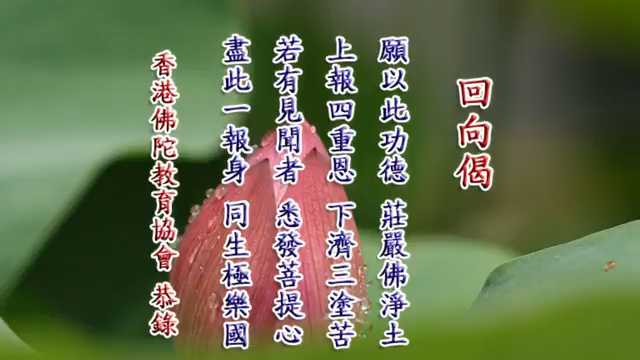 回向偈
願以此功德 莊嚴佛淨土
上報四重恩 下濟三塗苦
若有見聞者 悉發菩提心
盡此一報身 同生極樂國
香港佛陀教育協會 恭錄